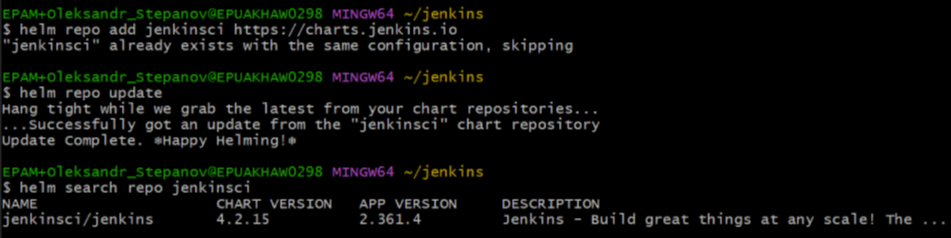 EPAM+Oleksandr_Stepanov@EPUAKHAW0298 MINGW64 ~/jenkins
$ helm repo add jenkinsci https://charts.jenkins.io
"jenkinsci" already exists with the same configuration, skipping
EPAM+Oleksandr_Stepanov@EPUAKHAW0298 MINGW64 ~/jenkins
$ helm repo update
Hang tight while we grab the latest from your chart repositories...
...Successfully got an update from the "jenkinsci" chart repository
Update Complete. ⎈Happy Helming!⎈
EPAM+Oleksandr_Stepanov@EPUAKHAW0298 MINGW64 ~/jenkins
$ helm search repo jenkinsci
NAME CHART VERSION APP VERSION DESCRIPTION
jenkinsci/jenkins 4.2.15 2.361.4 Jenkins - Build great things at any scale! The ...